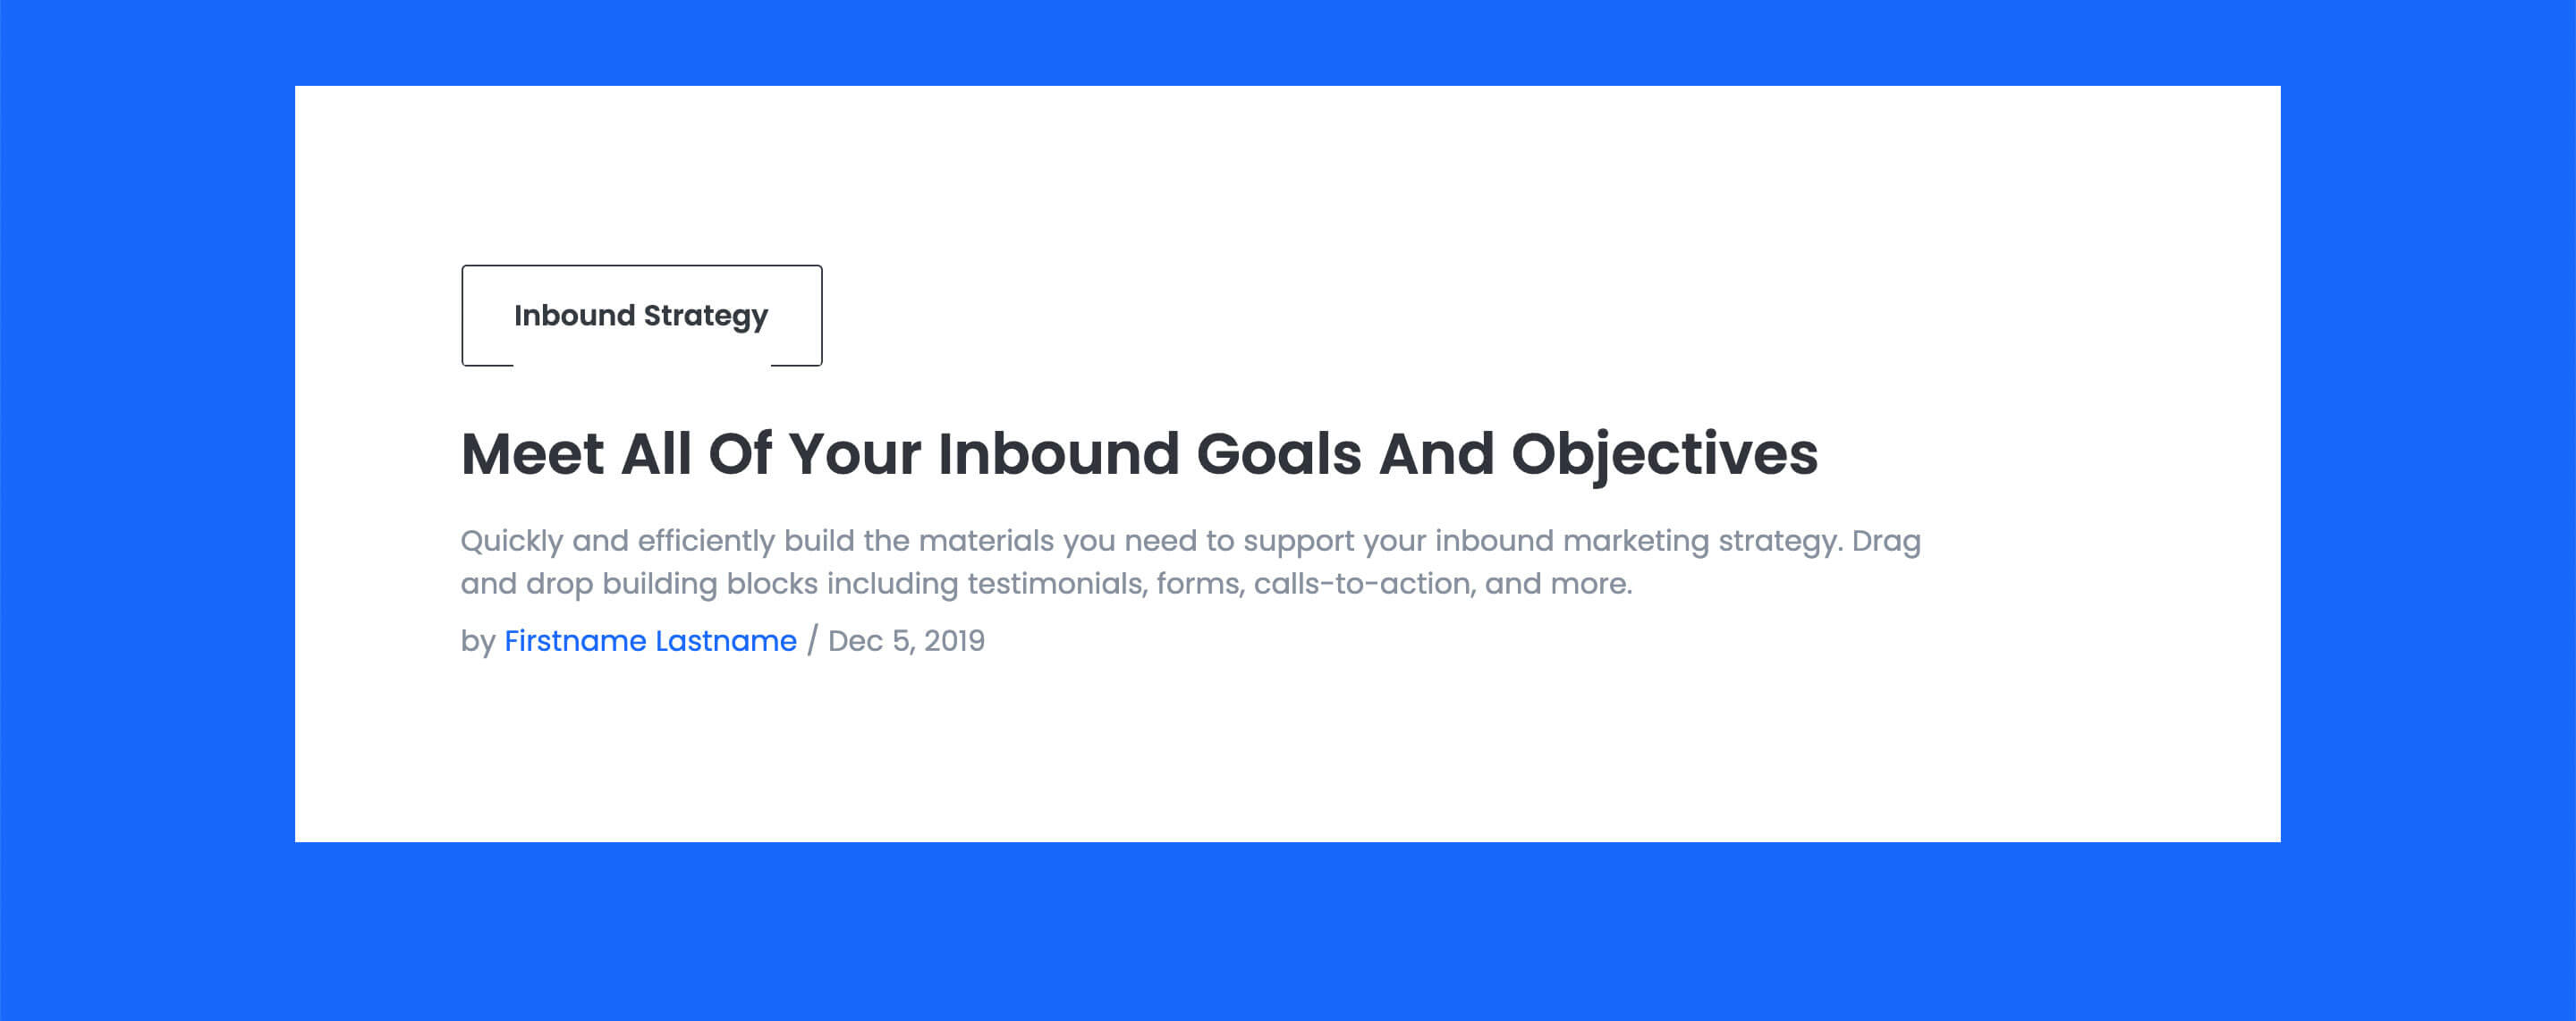 Inbound Strategy
Meet All Of Your Inbound Goals And Objectives
Quickly and efficiently build the materials you need to support your inbound marketing strategy. Drag
and drop building blocks including testimonials, forms, calls-to-action, and more.
by Firstname Lastname / Dec 5, 2019